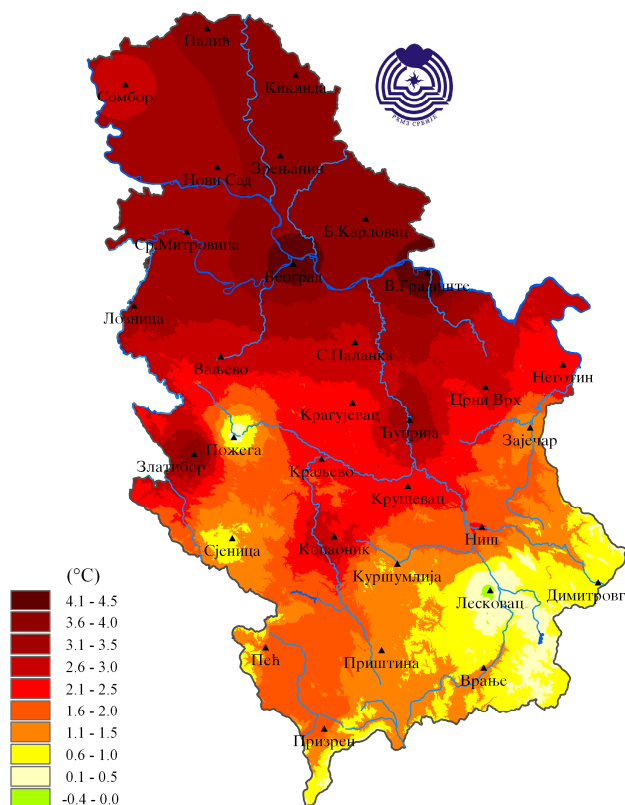 Палић
Кикинда
Сомбор
РХМЗ СРБИЈЕ
Зрењанин
Нови Сад
Б.Карловац
Ср.Митровица
Београд
В.Градиште
Лозница
С.Паланка
Ваљево
Неготин
Црни Врх
Крагујевац
Ћуприја
Зајечар
Пожега
Златибор
Краљево
Крушевац
Ниш
Копаоник
Сјеница
Куршумлија
(°C)
4.1 - 4.5
3.6 - 4.0
3.1 - 3.5
2.6 - 3.0
2.1 - 2.5
1.6 - 2.0
1.1 - 1.5
0.6 - 1.0
0.1 - 0.5
-0.4 - 0.0
Лесковац
Димитровг
Пећ
Приштина
Врање
Призрен